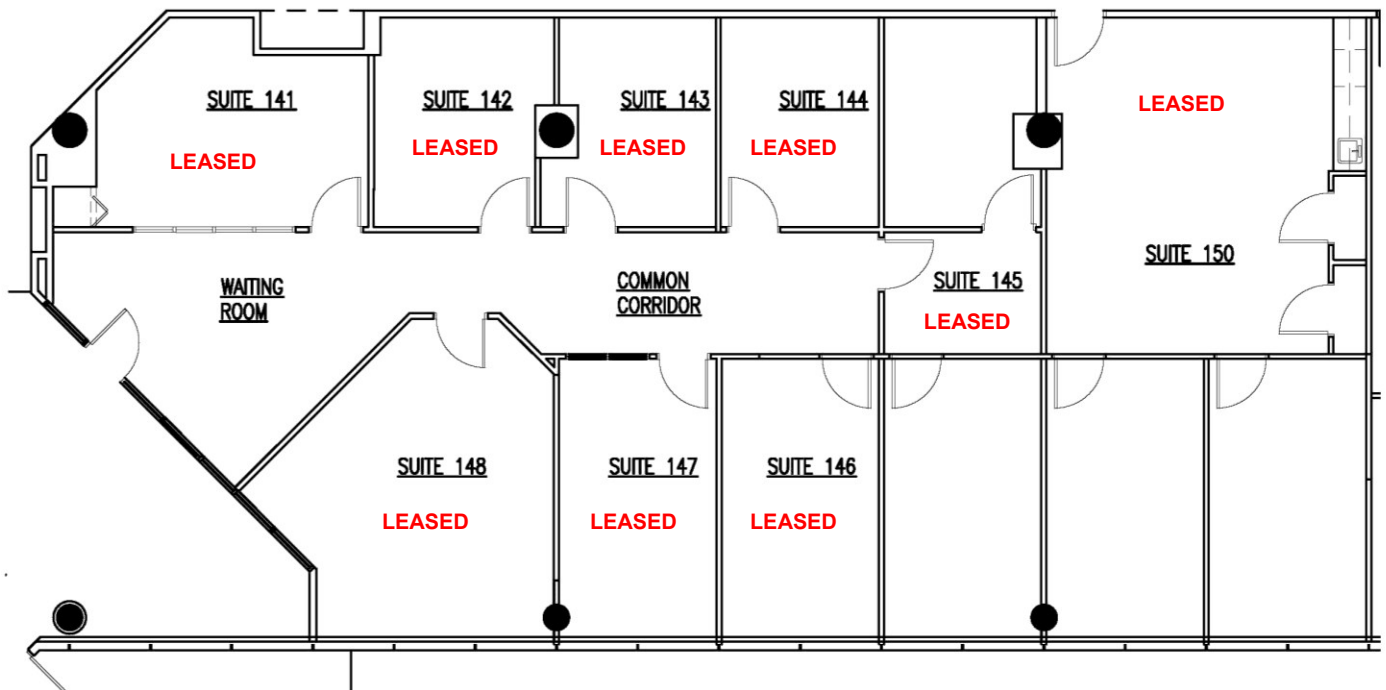 SUITE 141
LEASED
SUITE 142
LEASED
SUITE 143
LEASED
SUITE 144
LEASED
LEASED
SUITE 150
WAITING
ROOM
COMMON
CORRIDOR
SUITE 145
LEASED
SUITE 148
LEASED
SUITE 147
LEASED
SUITE 146
LEASED